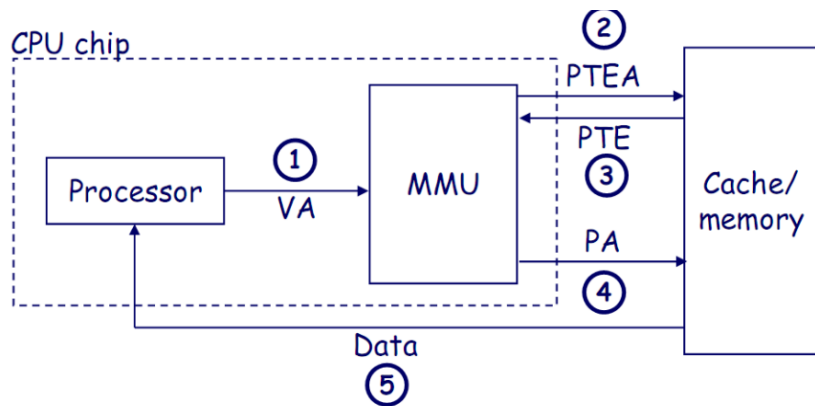 CPU chip
2
PTEA
PTE
3
1
Processor
VA
MMU
Cache/
memory
PA
4
Data
5